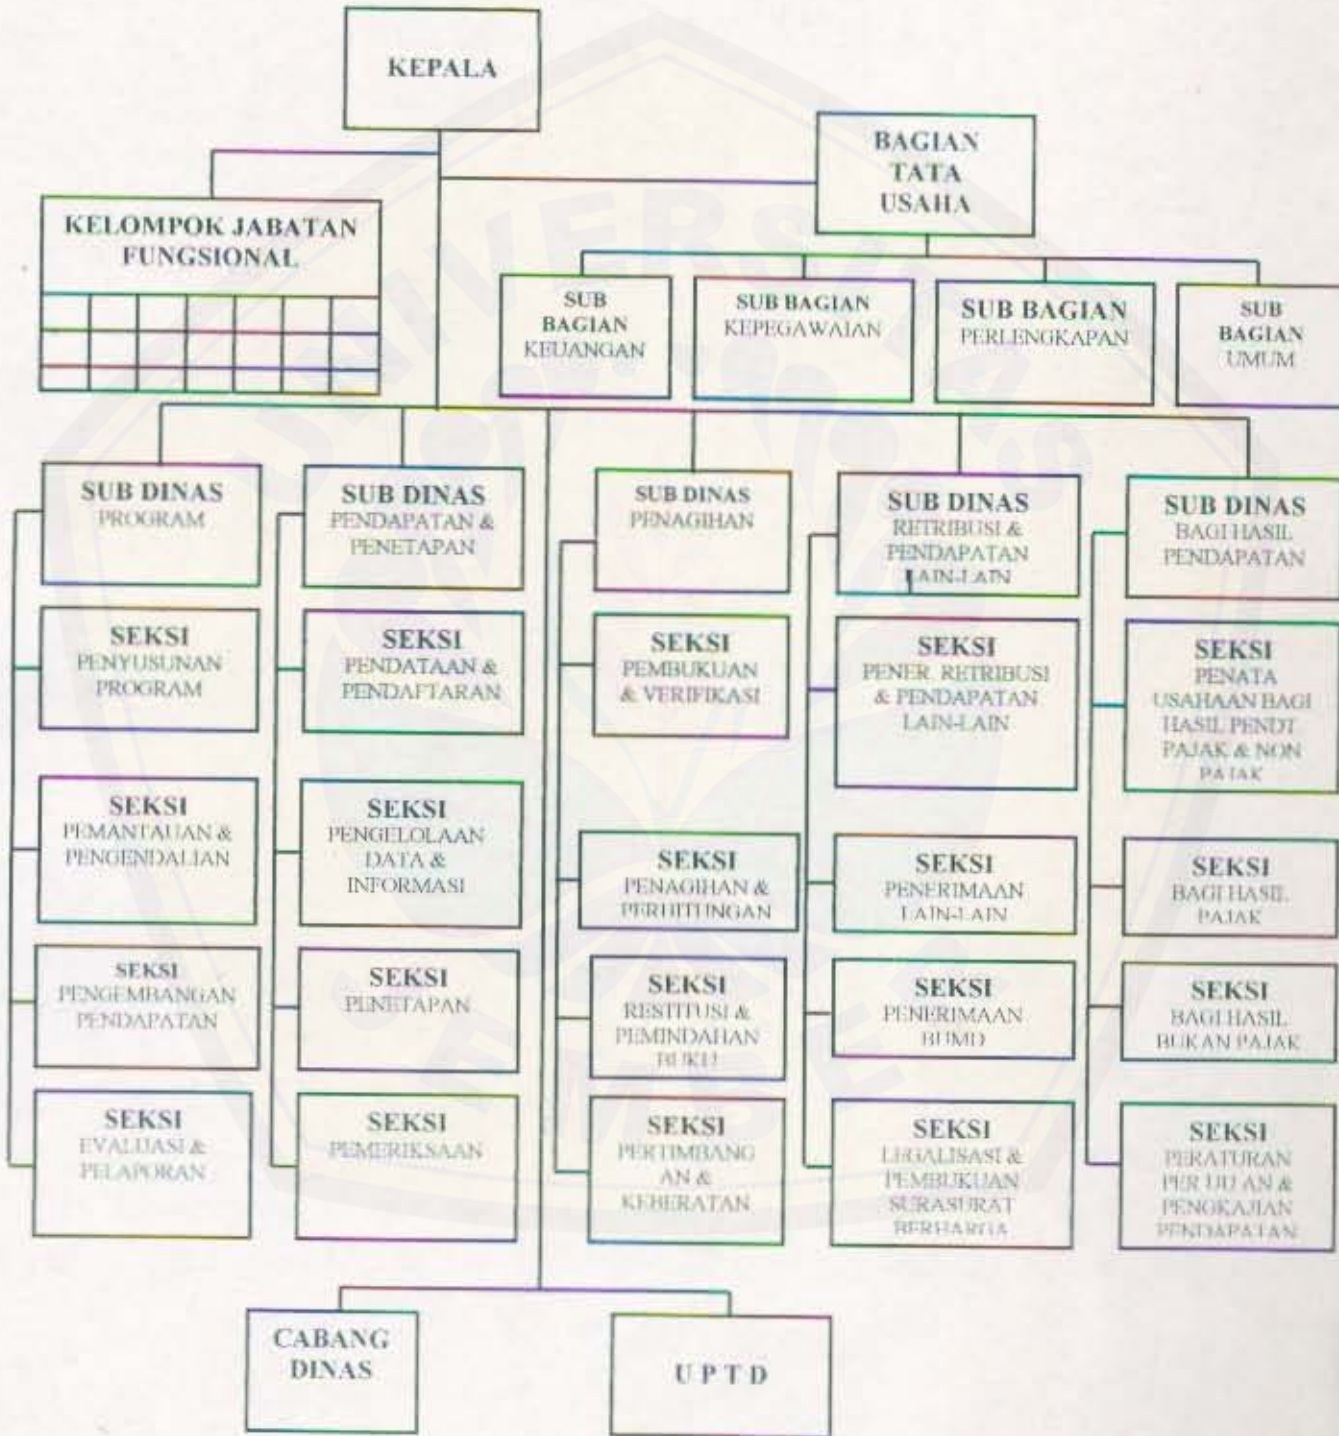 KEPALA
BAGIAN
TATA
USAHA
KELOMPOK JABATAN
FUNGSIONAL
SUB
BAGIAN
KEUANGAN
SUB BAGIAN
KEPEGAWAIAN
SUB BAGIAN
PERLENGKAPAN
SUB
BAGIAN
UMUM
SUB DINAS
PROGRAM
SUB DINAS
PENDAPATAN &
PENETAPAN
SUB DINAS
PENAGIHAN
SUB DINAS
RETRIBUSI &
PENDAPATAN
LAIN-LAIN
SUB DINAS
BAGI HASIL
PENDAPATAN
SEKSI
PENYUSUNAN
PROGRAM
SEKSI
PENDATAAN &
PENDAFTARAN
SEKSI
PEMBUKUAN
& VERIFIKASI
SEKSI
PENER. RETRIBUSI
& PENDAPATAN
LAIN-LAIN
SEKSI
PENATA
USAHAAN BAGI
HASIL PENDT
PAJAK & NON
PAJAK
SEKSI
PEMANTAUAN &
PENGENDALIAN
SEKSI
PENGELOLAAN
DATA &
INFORMASI
SEKSI
PENAGIHAN &
PERHITUNGAN
SEKSI
PENERIMAAN
LAIN-LAIN
SEKSI
BAGI HASIL
PAJAK
SEKSI
PENGEMBANGAN
PENDAPATAN
SEKSI
PENETAPAN
SEKSI
RESTITUSI &
PEMINDAHAN
BUKU
SEKSI
PENERIMAAN
BUMD
SEKSI
BAGI HASIL
BUKAN PAJAK
SEKSI
EVALUASI &
PELAPORAN
SEKSI
PEMERIKSAAN
SEKSI
PERTIMBANG
AN &
KEBERATAN
SEKSI
LEGALISASI &
PEMBUKUAN
SURASURAT
BERHARGA
SEKSI
PERATURAN
PER UU AN &
PENGKAJIAN
PENDAPATAN
CABANG
DINAS
U P T D
UNIVERSITAS
JEMBER